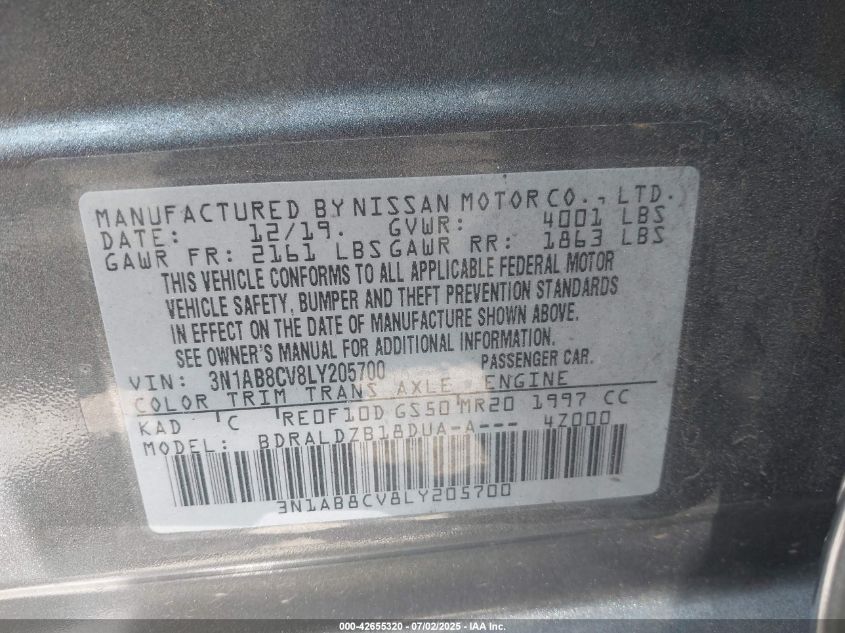 MANUFACTURED BY NISSAN MOTOR CO., LTD.
DATE: 12/19. GVWR: 4001 LBS
GAWR FR: 2161 LBS GAWR RR: 1863 LBS
THIS VEHICLE CONFORMS TO ALL APPLICABLE FEDERAL MOTOR
VEHICLE SAFETY, BUMPER AND THEFT PREVENTION STANDARDS
IN EFFECT ON THE DATE OF MANUFACTURE SHOWN ABOVE.
SEE OWNER'S MANUAL FOR ADDITIONAL INFORMATION.
VIN: 3N1AB8CV8LY205700 PASSENGER CAR.
COLOR TRIM TRANS AXLE ENGINE
KAD C RE0F10D GS50 MR20 1997 CC
MODEL: BDRALDZB18DUA-A--- 4Z000
3N1AB8CV8LY205700
000-42655320 - 07/02/2025 - IAA Inc.